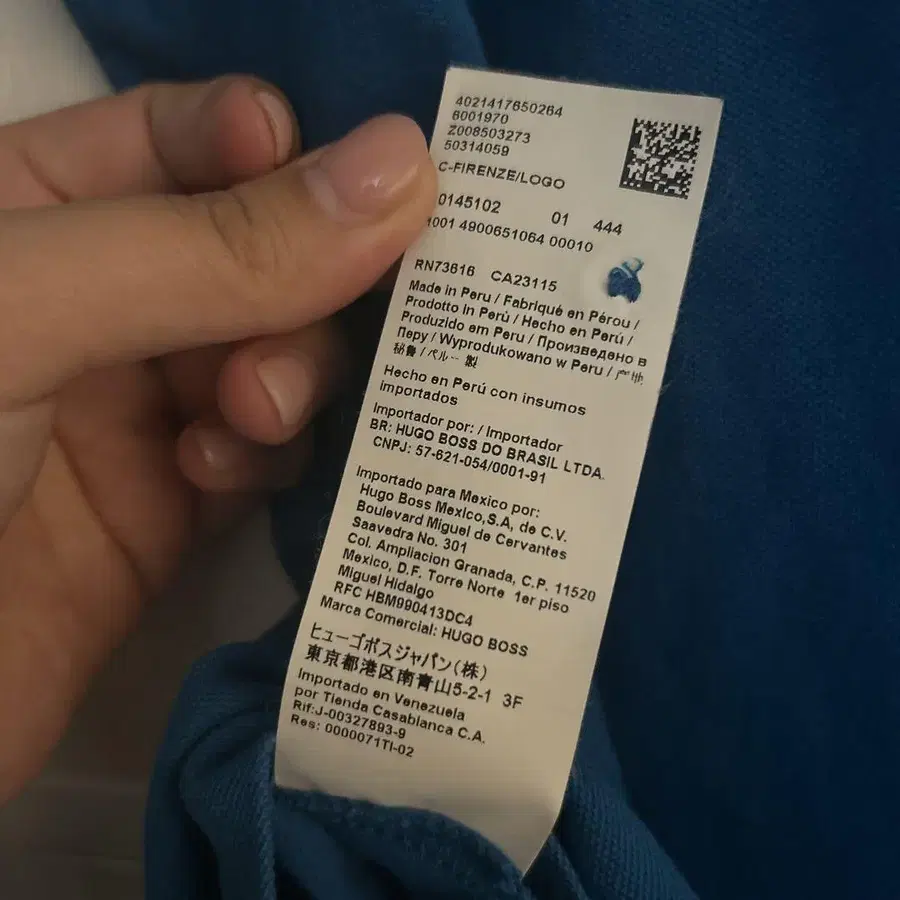 4021417650264
6001970
Z008503273
50314059
C-FIRENZE/LOGO
0145102 01 444
1001 4900651064 00010
RN73616 CA23115
Made in Peru / Fabriqué en Pérou /
Prodotto in Perù / Hecho en Perú /
Produzido em Peru / Произведено в
Перу / Wyprodukowano w Peru / 产地
秘鲁 / ペルー 製
Hecho en Perú con insumos
importados
Importador por: / Importador
BR: HUGO BOSS DO BRASIL LTDA.
CNPJ: 57-621-054/0001-91
Importado para Mexico por:
Hugo Boss Mexico,S.A, de C.V.
Boulevard Miguel de Cervantes
Saavedra No. 301
Col. Ampliacion Granada, C.P. 11520
Mexico, D.F. Torre Norte 1er piso
Miguel Hidalgo
RFC HBM990413DC4
Marca Comercial: HUGO BOSS
ヒューゴボスジャパン(株)
東京都港区南青山5-2-1 3F
Importado en Venezuela
por Tienda Casablanca C.A.
Rif:J-00327893-9
Res: 0000071TI-02